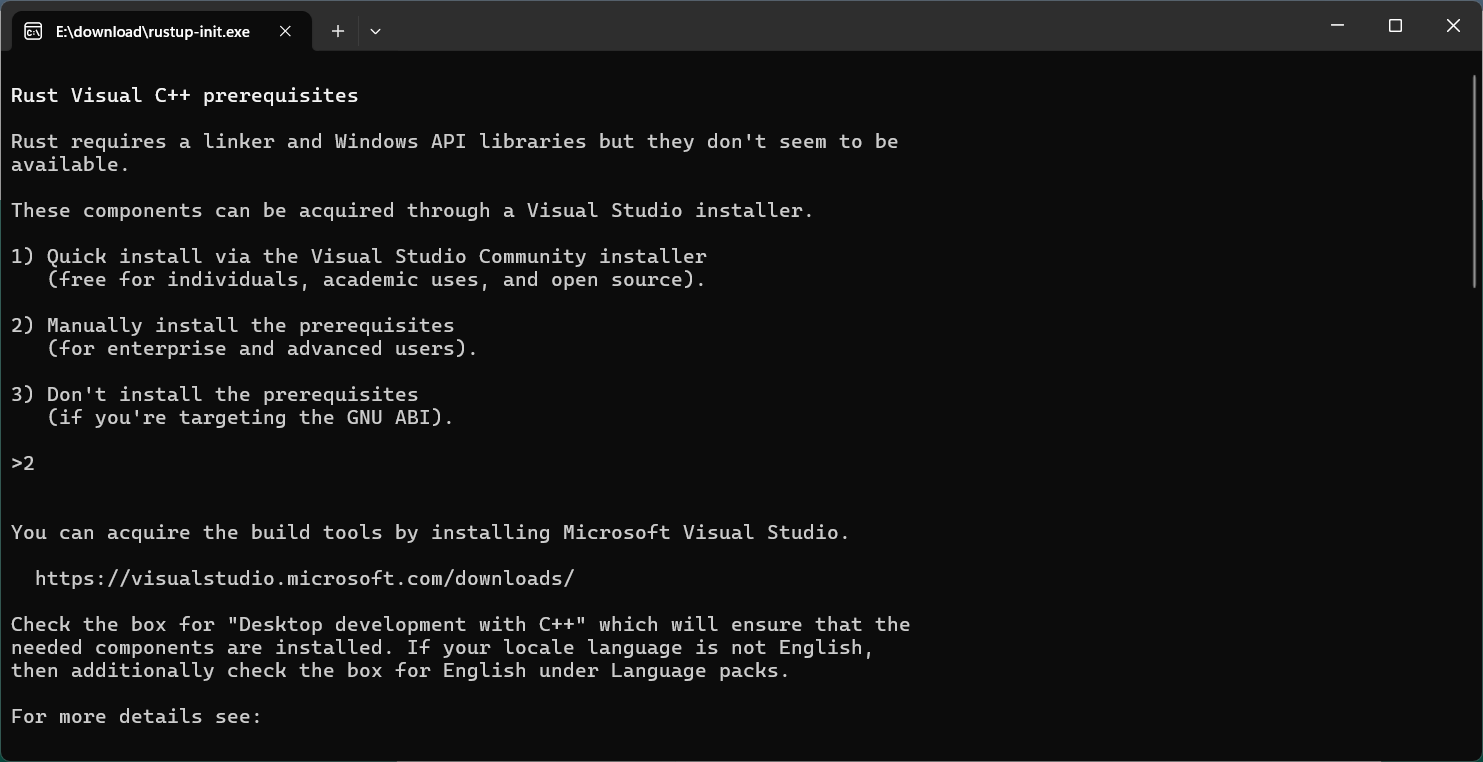 E:\download\rustup-init.exe
Rust Visual C++ prerequisites
Rust requires a linker and Windows API libraries but they don't seem to be
available.
These components can be acquired through a Visual Studio installer.
1) Quick install via the Visual Studio Community installer
(free for individuals, academic uses, and open source).
2) Manually install the prerequisites
(for enterprise and advanced users).
3) Don't install the prerequisites
(if you're targeting the GNU ABI).
>2
You can acquire the build tools by installing Microsoft Visual Studio.
https://visualstudio.microsoft.com/downloads/
Check the box for "Desktop development with C++" which will ensure that the
needed components are installed. If your locale language is not English,
then additionally check the box for English under Language packs.
For more details see: